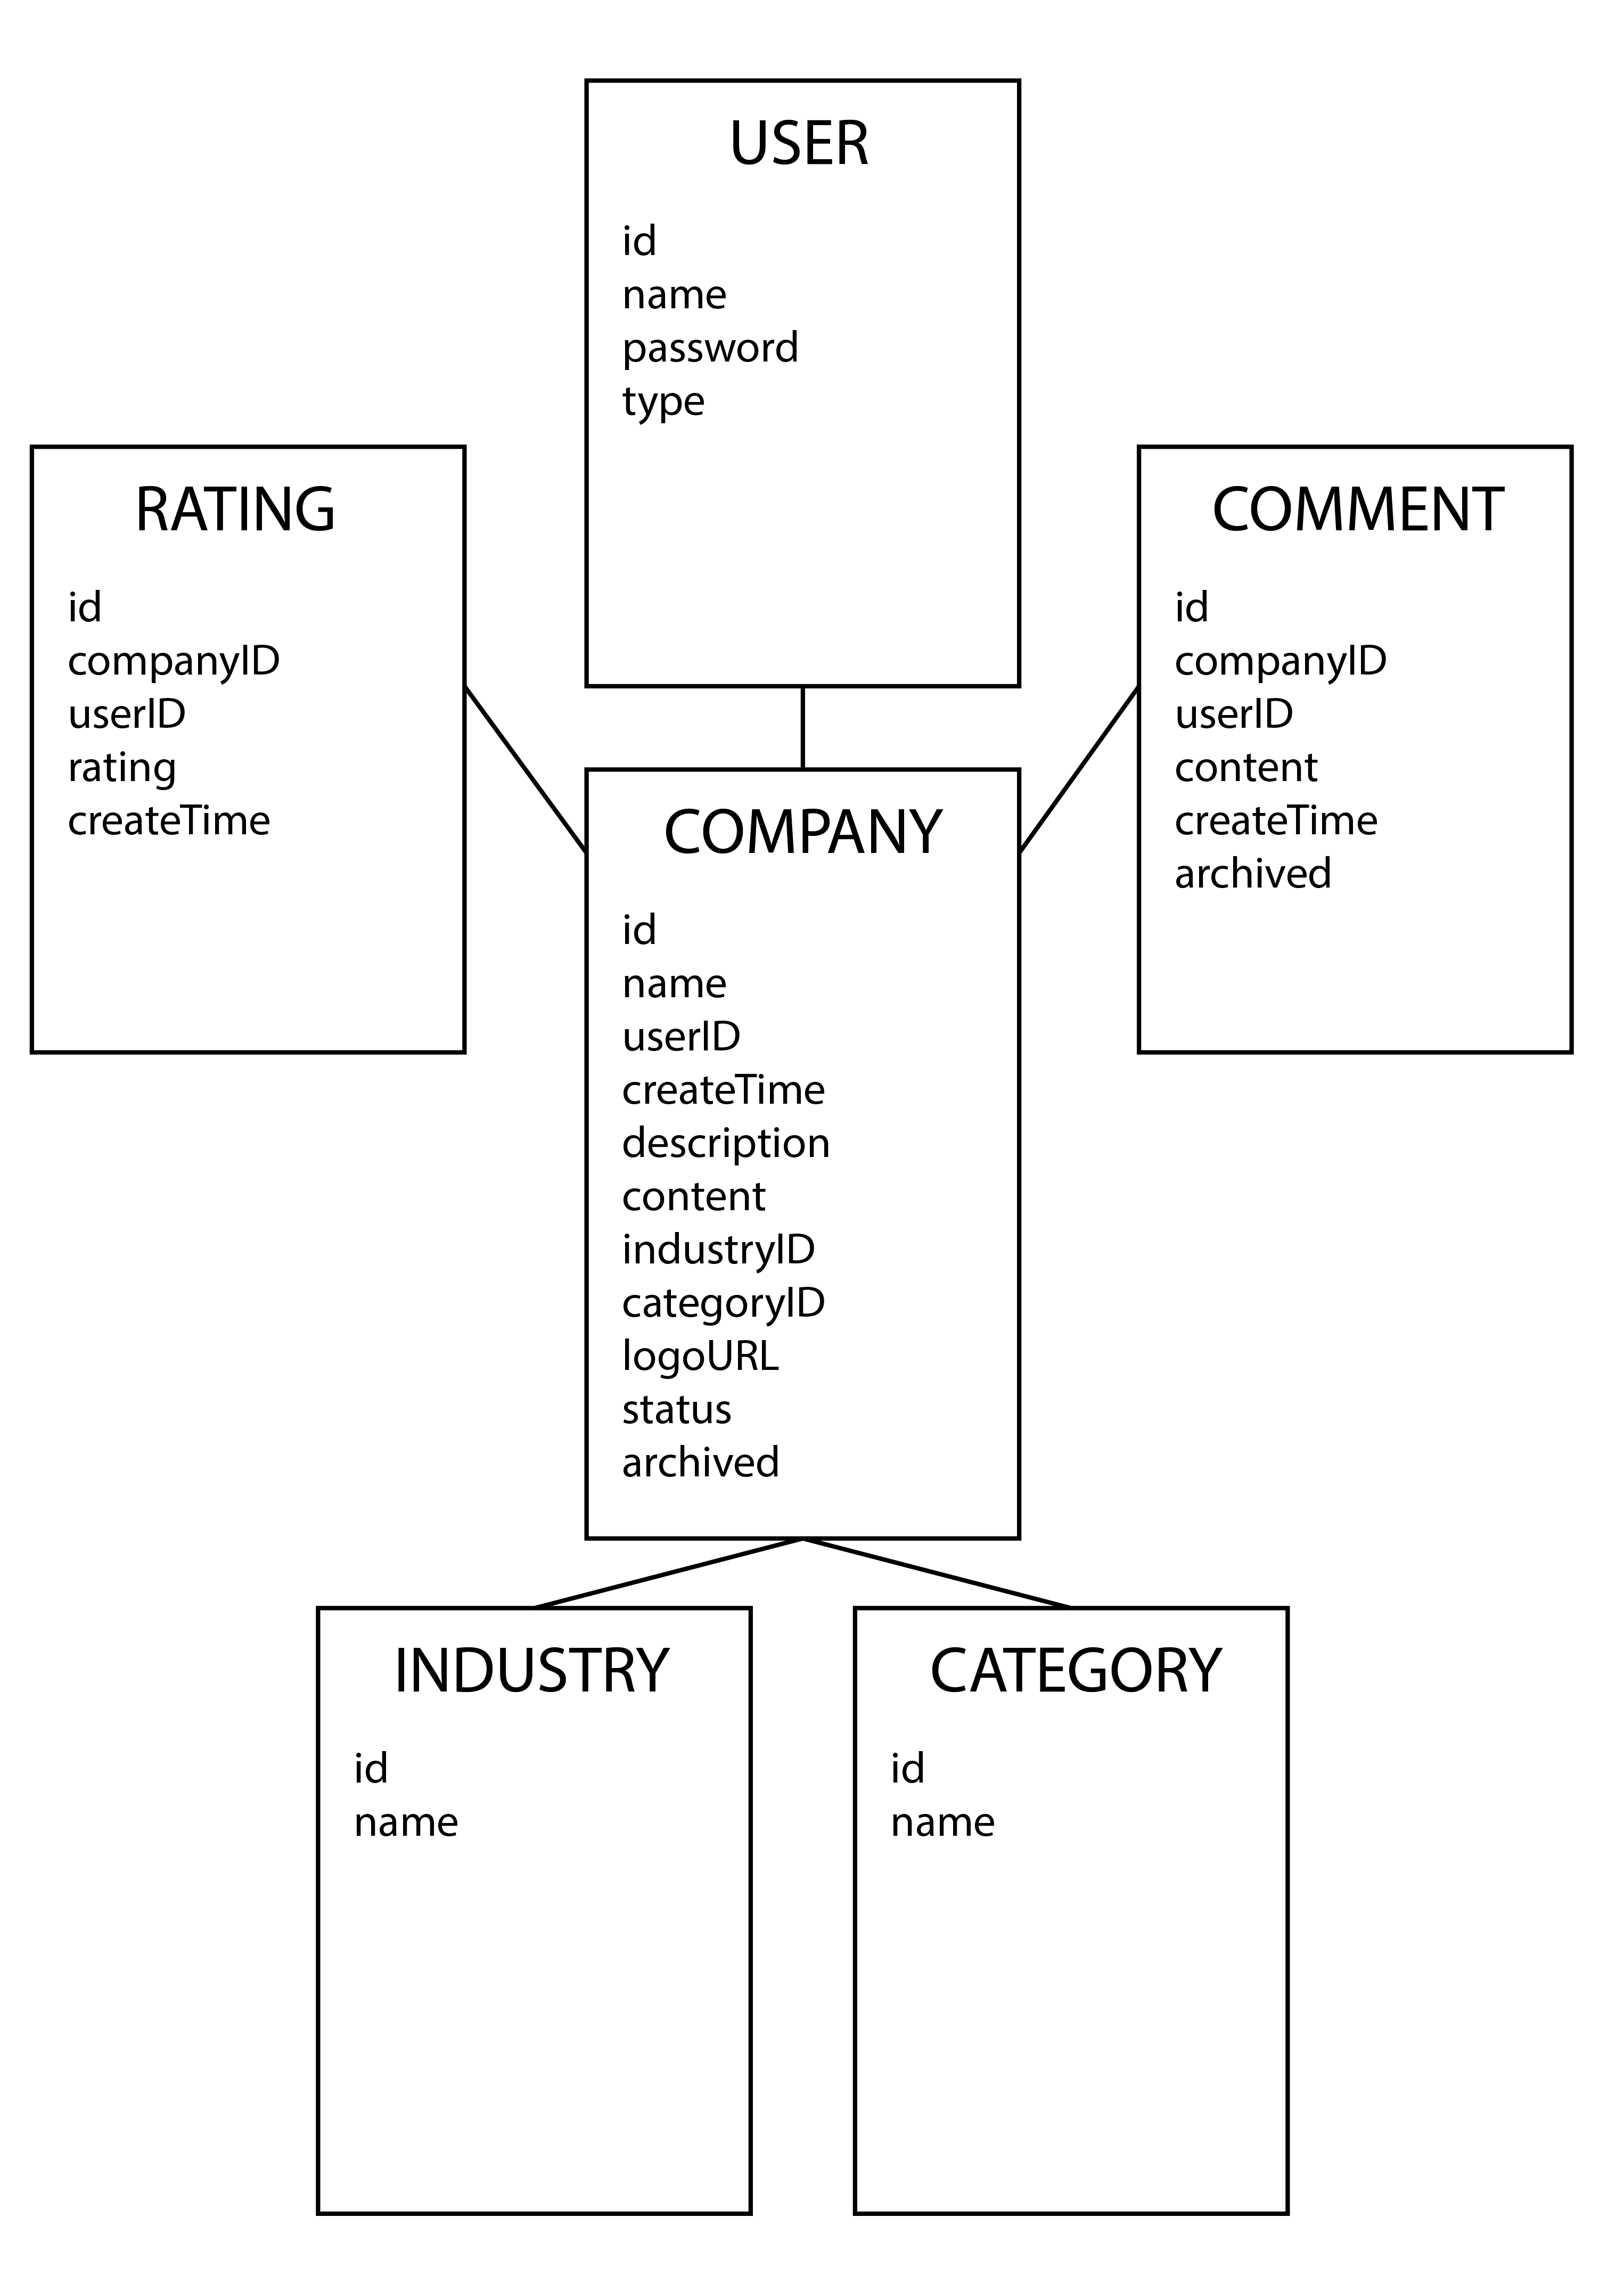 USER
id
name
password
type
RATING
id
companyID
userID
rating
createTime
COMMENT
id
companyID
userID
content
createTime
archived
COMPANY
id
name
userID
createTime
description
content
industryID
categoryID
logoURL
status
archived
INDUSTRY
id
name
CATEGORY
id
name